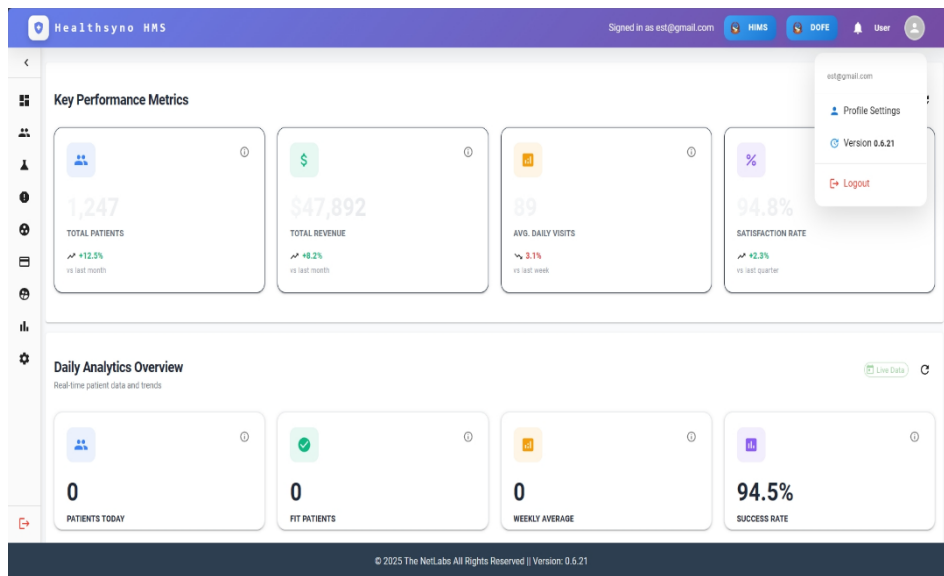 Healthsyno HMS
Signed in as est@gmail.com
HIMS
DOFE
User
est@gmail.com
Profile Settings
Version 0.6.21
Logout
Key Performance Metrics
1,247
TOTAL PATIENTS
+12.5%
vs last month
$47,892
TOTAL REVENUE
+8.2%
vs last month
89
AVG. DAILY VISITS
3.1%
vs last week
94.8%
SATISFACTION RATE
+2.3%
vs last quarter
Daily Analytics Overview
Real-time patient data and trends
Live Data
0
PATIENTS TODAY
0
FIT PATIENTS
0
WEEKLY AVERAGE
94.5%
SUCCESS RATE
© 2025 The NetLabs All Rights Reserved || Version: 0.6.21